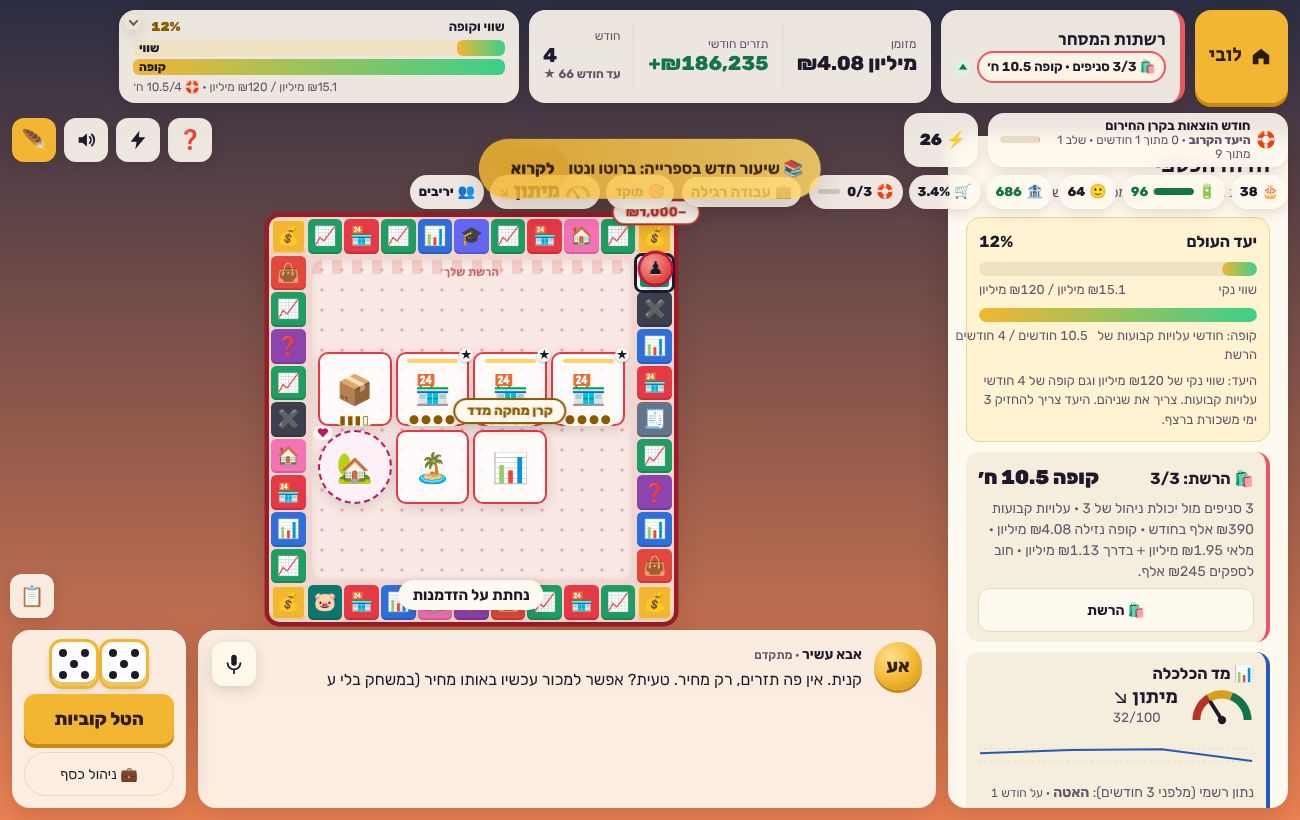 לובי
רשתות המסחר
3/3 סניפים • קופה 10.5 ח׳
מזומן
₪4.08 מיליון
תזרים חודשי
+₪186,235
חודש
4
עד חודש 66 ★
שווי וקופה
12%
שווי
קופה
₪15.1 מיליון / ₪120 מיליון • 10.5/4 ח׳
חודש הוצאות בקרן החירום
היעד הקרוב • 0 מתוך 1 חודשים • שלב 1
מתוך 9
26
שיעור חדש בספרייה: ברוטו ונטו לקרוא
38
96
64
686
3.4%
0/3
עבודה רגילה
מוקד
מיתון
יריבים
−₪1,000
הרשת שלך
24
24
24
קרן מחקה מדד
נחתת על הזדמנות
יעד העולם
12%
שווי נקי
₪15.1 מיליון / ₪120 מיליון
קופה: חודשי עלויות קבועות של
הרשת
10.5 חודשים / 4 חודשים
היעד: שווי נקי של ₪120 מיליון וגם קופה של 4 חודשי
עלויות קבועות. צריך את שניהם. היעד צריך להחזיק 3
ימי משכורת ברצף.
הרשת: 3/3
קופה 10.5 ח׳
3 סניפים מול יכולת ניהול של 3 • עלויות קבועות
₪390 אלף בחודש • קופה נזילה ₪4.08 מיליון •
מלאי ₪1.95 מיליון + בדרך ₪1.13 מיליון • חוב
לספקים ₪245 אלף.
הרשת
מד הכלכלה
מיתון ↘
32/100
נתון רשמי (מלפני 3 חודשים): האטה • על חודש 1
אע
אבא עשיר • מתקדם
קנית. אין פה תזרים, רק מחיר. טעית? אפשר למכור עכשיו באותו מחיר (במשחק בלי ע
הטל קוביות
ניהול כסף